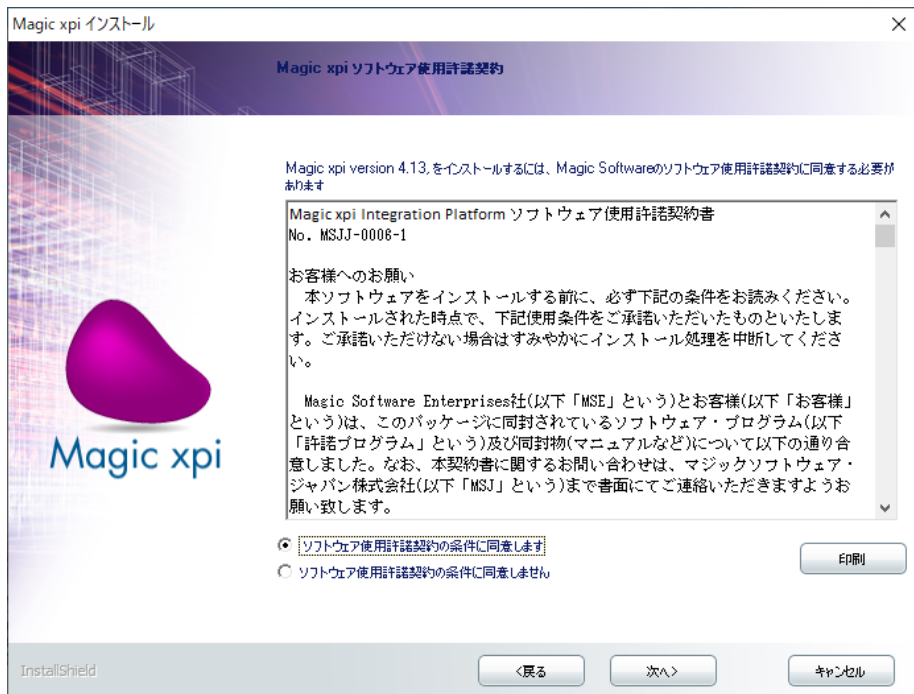 Magic xpi インストール
Magic xpi ソフトウェア使用許諾契約
Magic xpi version 4.13,をインストールするには、Magic Softwareのソフトウェア使用許諾契約に同意する必要が
あります
Magic xpi Integration Platform ソフトウェア使用許諾契約書
No. MSJJ-0006-1
お客様へのお願い
本ソフトウェアをインストールする前に、必ず下記の条件をお読みください。
インストールされた時点で、下記使用条件をご承諾いただいたものといたしま
す。ご承諾いただけない場合はすみやかにインストール処理を中断してくださ
い。
Magic Software Enterprises社(以下「MSE」という)とお客様(以下「お客様」
という)は、このパッケージに同封されているソフトウェア・プログラム(以下
「許諾プログラム」という)及び同封物(マニュアルなど)について以下の通り合
意しました。なお、本契約書に関するお問い合わせは、マジックソフトウェア・
ジャパン株式会社(以下「MSJ」という)まで書面にてご連絡いただきますようお
願い致します。
Magic xpi
ソフトウェア使用許諾契約の条件に同意します
ソフトウェア使用許諾契約の条件に同意しません
印刷
InstallShield
<戻る
次へ>
キャンセル